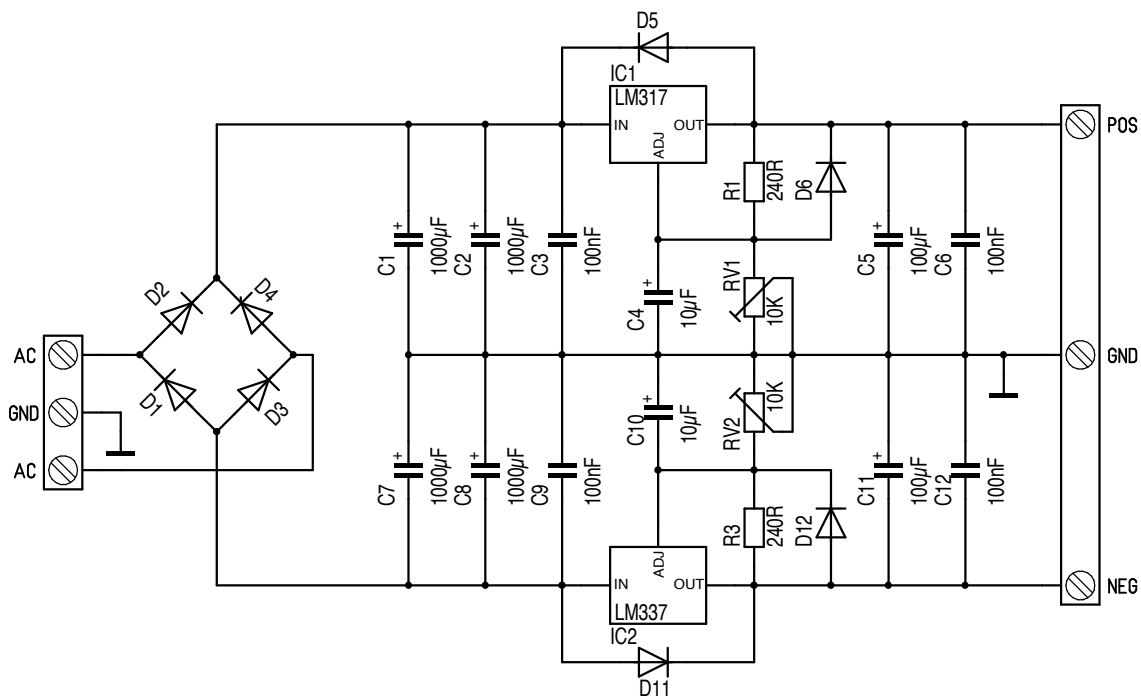 D5
IC1
LM317
IN
OUT
ADJ
POS
R1
240R
D6
C1
+
1000µF
C2
+
1000µF
C3
100nF
C5
+
100µF
C6
100nF
D2
D4
C4
+
10µF
RV1
10K
AC
GND
AC
D1
D3
GND
C10
+
10µF
RV2
10K
C7
+
1000µF
C8
+
1000µF
C9
100nF
C11
+
100µF
C12
100nF
R3
240R
D12
ADJ
IN
OUT
LM337
IC2
NEG
D11